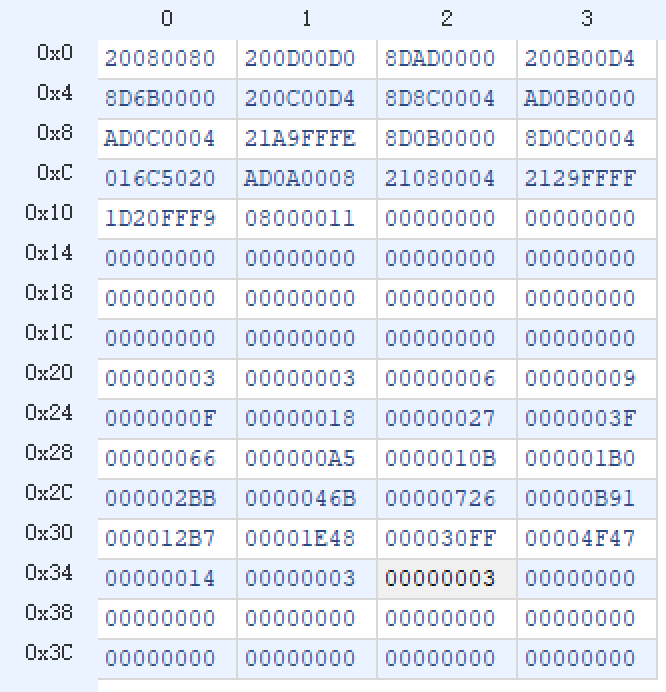 0 1 2 3
0x0 20080080 200D00D0 8DAD0000 200B00D4
0x4 8D6B0000 200C00D4 8D8C0004 AD0B0000
0x8 AD0C0004 21A9FFFE 8D0B0000 8D0C0004
0xC 016C5020 AD0A0008 21080004 2129FFFF
0x10 1D20FFF9 08000011 00000000 00000000
0x14 00000000 00000000 00000000 00000000
0x18 00000000 00000000 00000000 00000000
0x1C 00000000 00000000 00000000 00000000
0x20 00000003 00000003 00000006 00000009
0x24 0000000F 00000018 00000027 0000003F
0x28 00000066 000000A5 0000010B 000001B0
0x2C 000002BB 0000046B 00000726 00000B91
0x30 000012B7 00001E48 000030FF 00004F47
0x34 00000014 00000003 00000003 00000000
0x38 00000000 00000000 00000000 00000000
0x3C 00000000 00000000 00000000 00000000